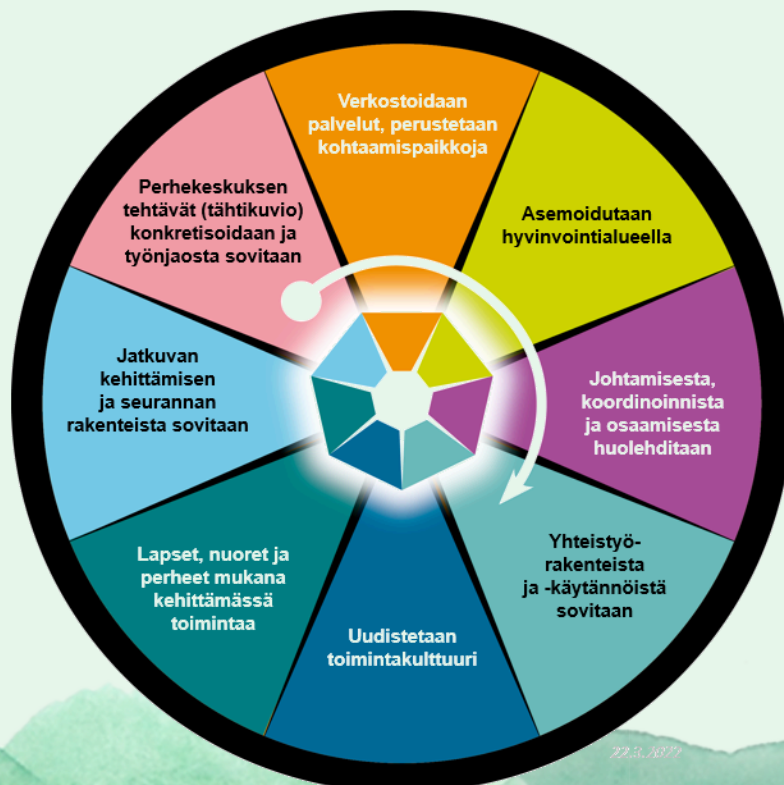 Verkostoidaan
palvelut, perustetaan
kohtaamispaikkoja
Asemoidutaan
hyvinvointialueella
Johtamisesta,
koordinoinnista
ja osaamisesta
huolehditaan
Yhteistyö-
rakenteista
ja -käytännöistä
sovitaan
Uudistetaan
toimintakulttuuri
Lapset, nuoret ja
perheet mukana
kehittämässä
toimintaa
Jatkuvan
kehittämisen
ja seurannan
rakenteista sovitaan
Perhekeskuksen
tehtävät (tähtikuvio)
konkretisoidaan ja
työnjaosta sovitaan